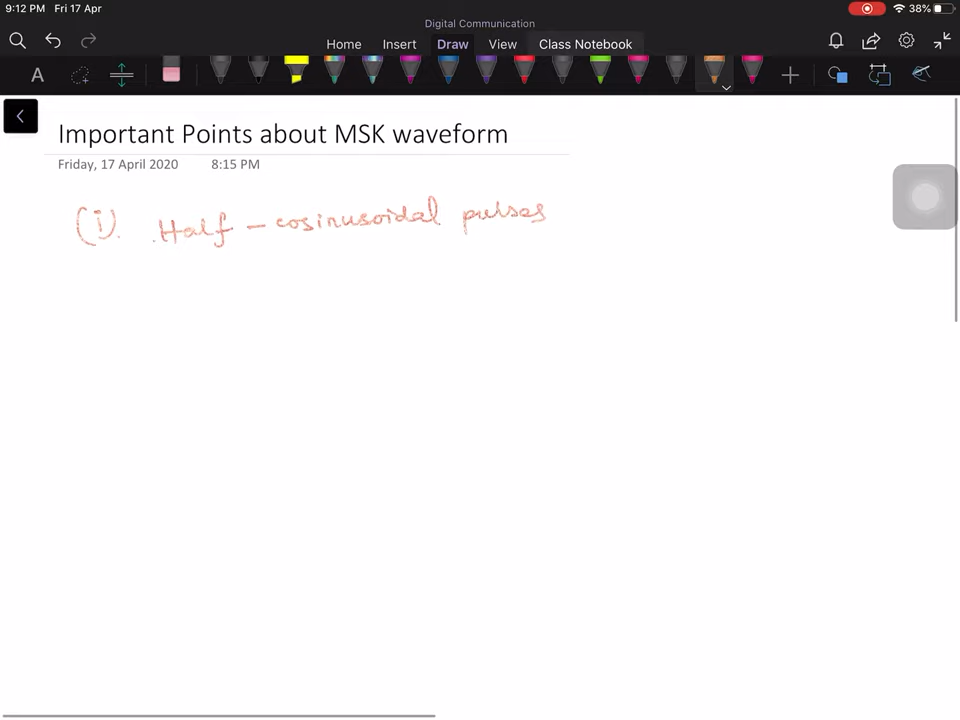 9:12 PM Fri 17 Apr
38%
Digital Communication
Home Insert Draw View Class Notebook
A
Important Points about MSK waveform
Friday, 17 April 2020 8:15 PM
(i). Half - cosinusoidal pulses